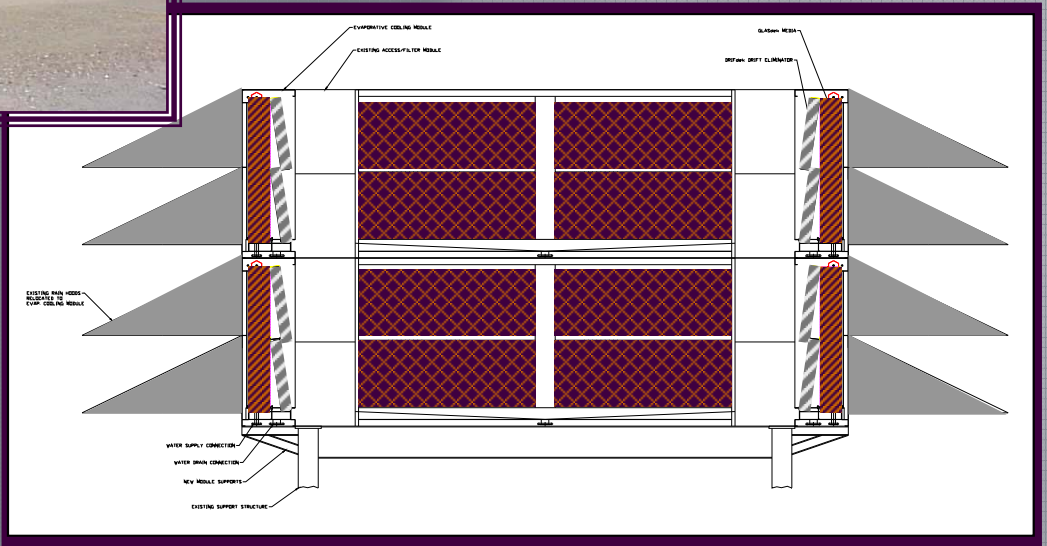 EVAPORATIVE COOLING MODULE
EXISTING ACCESS/FILTER MODULE
GLASdek MEDIA
DRIFdek DRIFT ELIMINATOR
EXISTING RAIN HOODS
RELOCATED TO
EVAP. COOLING MODULE
WATER SUPPLY CONNECTION
WATER DRAIN CONNECTION
NEW MODULE SUPPORTS
EXISTING SUPPORT STRUCTURE